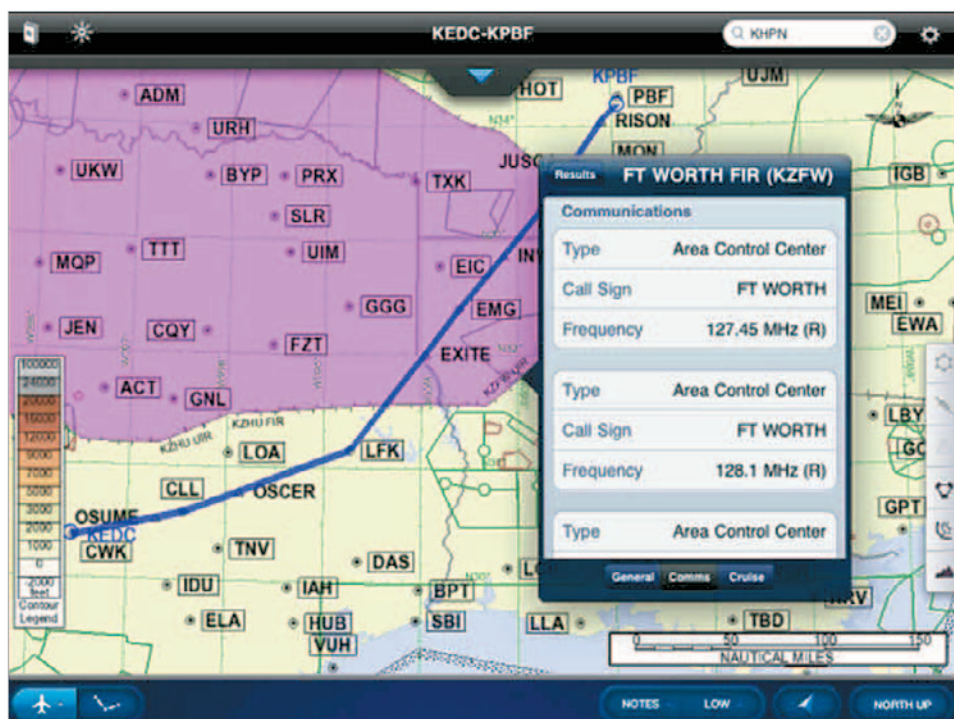 KEDC-KPBF
KHPN
HOT
KPBF
UJM
ADM
PBF
RISON
URH
N34°
MON
JUS
UKW
BYP
PRX
TXK
IGB
Results
FT WORTH FIR (KZFW)
Communications
SLR
Type
Area Control Center
TTT
UIM
MQP
EIC
INV
Call Sign
FT WORTH
GGG
EMG
MEI
JEN
CQY
Frequency
127.45 MHz (R)
EWA
FZT
EXITE
100000
24000
20000
15000
12000
9000
7000
5000
3000
2000
1000
0
-2000
feet
Contour
Legend
ACT
GNL
Type
Area Control Center
KZHU UIR
KZHU FIR
Call Sign
FT WORTH
LBY
LOA
LFK
Frequency
128.1 MHz (R)
CLL
OSCER
OSUME
KEDC
GPT
CWK
Type
Area Control Center
TNV
DAS
General
Comms
Cruise
IDU
IAH
BPT
ELA
HUB
SBI
LLA
TBD
VUH
0
50
100
150
NAUTICAL MILES
NOTES
LOW
NORTH UP